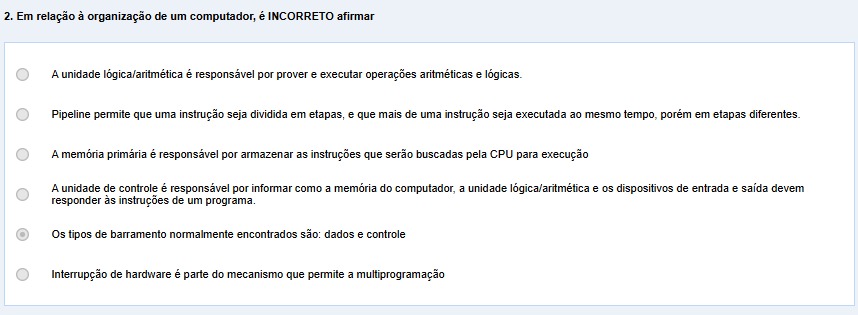 2. Em relação à organização de um computador, é INCORRETO afirmar
A unidade lógica/aritmética é responsável por prover e executar operações aritméticas e lógicas.
Pipeline permite que uma instrução seja dividida em etapas, e que mais de uma instrução seja executada ao mesmo tempo, porém em etapas diferentes.
A memória primária é responsável por armazenar as instruções que serão buscadas pela CPU para execução
A unidade de controle é responsável por informar como a memória do computador, a unidade lógica/aritmética e os dispositivos de entrada e saída devem
responder às instruções de um programa.
Os tipos de barramento normalmente encontrados são: dados e controle
Interrupção de hardware é parte do mecanismo que permite a multiprogramação